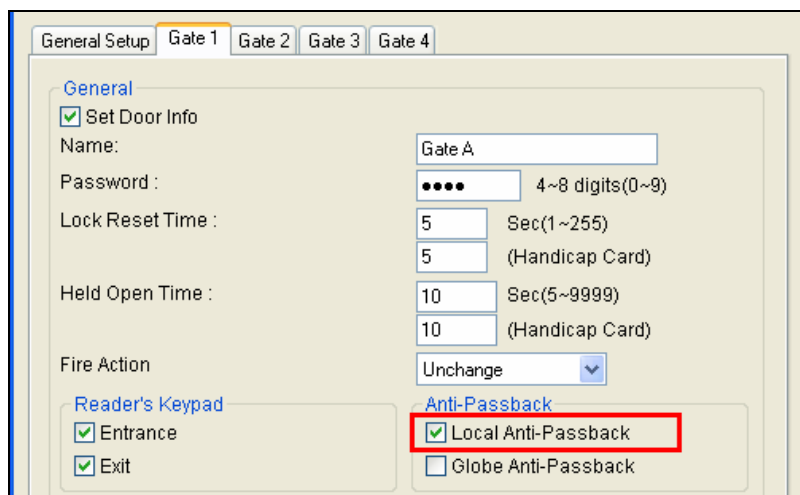 General Setup Gate 1 Gate 2 Gate 3 Gate 4
General
Set Door Info
Name: Gate A
Password : •••• 4~8 digits(0~9)
Lock Reset Time : 5 Sec(1~255)
5 (Handicap Card)
Held Open Time : 10 Sec(5~9999)
10 (Handicap Card)
Fire Action Unchange
Reader's Keypad Anti-Passback
Entrance Local Anti-Passback
Exit Globe Anti-Passback